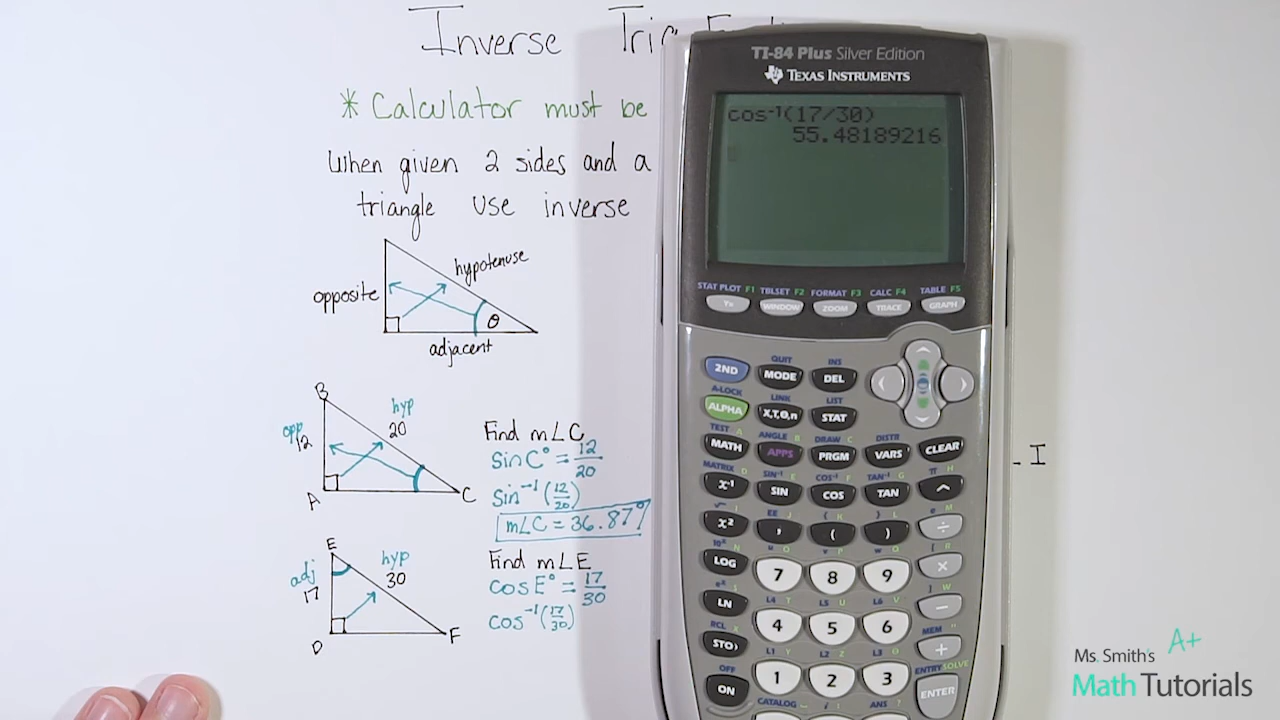 Inverse Trig
* Calculator must be
When given 2 sides and a
triangle use inverse
hypotenuse
opposite
θ
adjacent
B
hyp
20
opp
12
A
C
Find m∠C
Sin C° = 12/20
Sin⁻¹(12/20)
m∠C = 36.87°
E
hyp
30
adj
17
D
F
Find m∠E
cos E° = 17/30
cos⁻¹(17/30)
TI-84 Plus Silver Edition
TEXAS INSTRUMENTS
cos⁻¹(17/30)
55.48189216
STAT PLOT F1 TBLSET F2 FORMAT F3 CALC F4 TABLE F5
Y= WINDOW ZOOM TRACE GRAPH
QUIT INS
2ND MODE DEL
A-LOCK LINK LIST
ALPHA X,T,θ,n STAT
TEST A ANGLE B DRAW C DISTR
MATH APPS PRGM VARS CLEAR
MATRIX D SIN⁻¹ E COS⁻¹ F TAN⁻¹ G π H
x⁻¹ SIN COS TAN ^
√ I EE J { K } L e M
x² , ( ) ÷
10ˣ N u O v P w Q [ R
LOG 7 8 9 ×
eˣ S L4 T L5 U L6 V ] W
LN 4 5 6 −
RCL X L1 Y L2 Z L3 θ MEM "
STO› 1 2 3 +
OFF CATALOG i : ANS ? ENTRY SOLVE
ON ENTER
I
Ms. Smith's A+
Math Tutorials